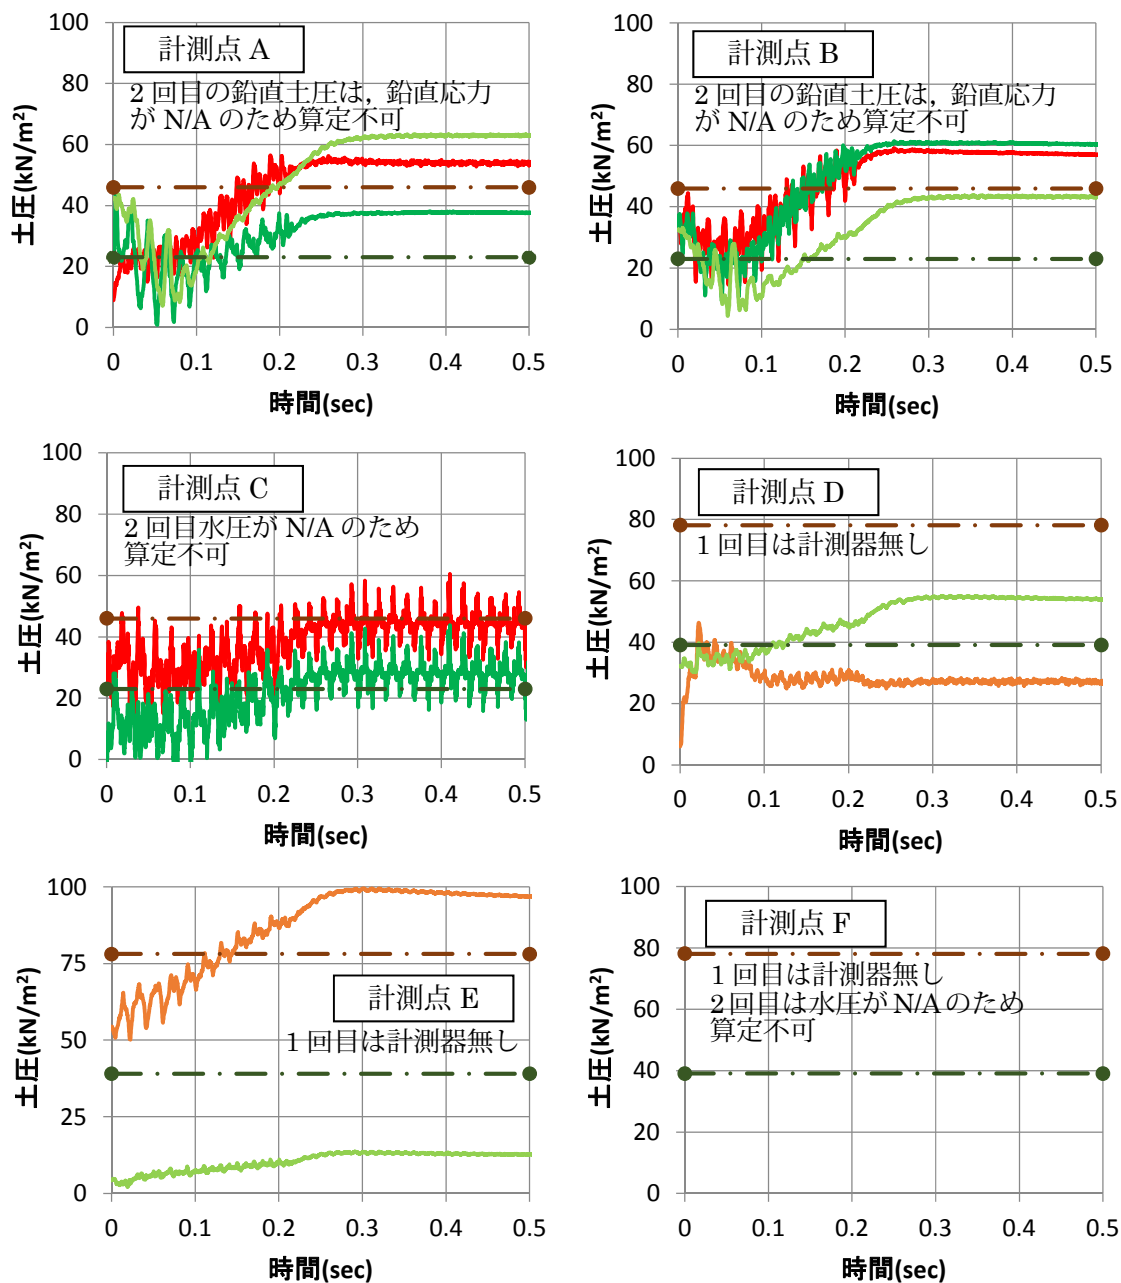 100
80
60
40
20
0
土圧(kN/m²)
計測点 A
2 回目の鉛直土圧は，鉛直応力
が N/A のため算定不可
0 0.1 0.2 0.3 0.4 0.5
時間(sec)
100
80
60
40
20
0
土圧(kN/m²)
計測点 B
2 回目の鉛直土圧は，鉛直応力
が N/A のため算定不可
0 0.1 0.2 0.3 0.4 0.5
時間(sec)
100
80
60
40
20
0
土圧(kN/m²)
計測点 C
2 回目水圧が N/A のため
算定不可
0 0.1 0.2 0.3 0.4 0.5
時間(sec)
100
80
60
40
20
0
土圧(kN/m²)
計測点 D
1 回目は計測器無し
0 0.1 0.2 0.3 0.4 0.5
時間(sec)
100
75
50
25
0
土圧(kN/m²)
計測点 E
1 回目は計測器無し
0 0.1 0.2 0.3 0.4 0.5
時間(sec)
100
80
60
40
20
0
土圧(kN/m²)
計測点 F
1 回目は計測器無し
2 回目は水圧が N/A のため
算定不可
0 0.1 0.2 0.3 0.4 0.5
時間(sec)